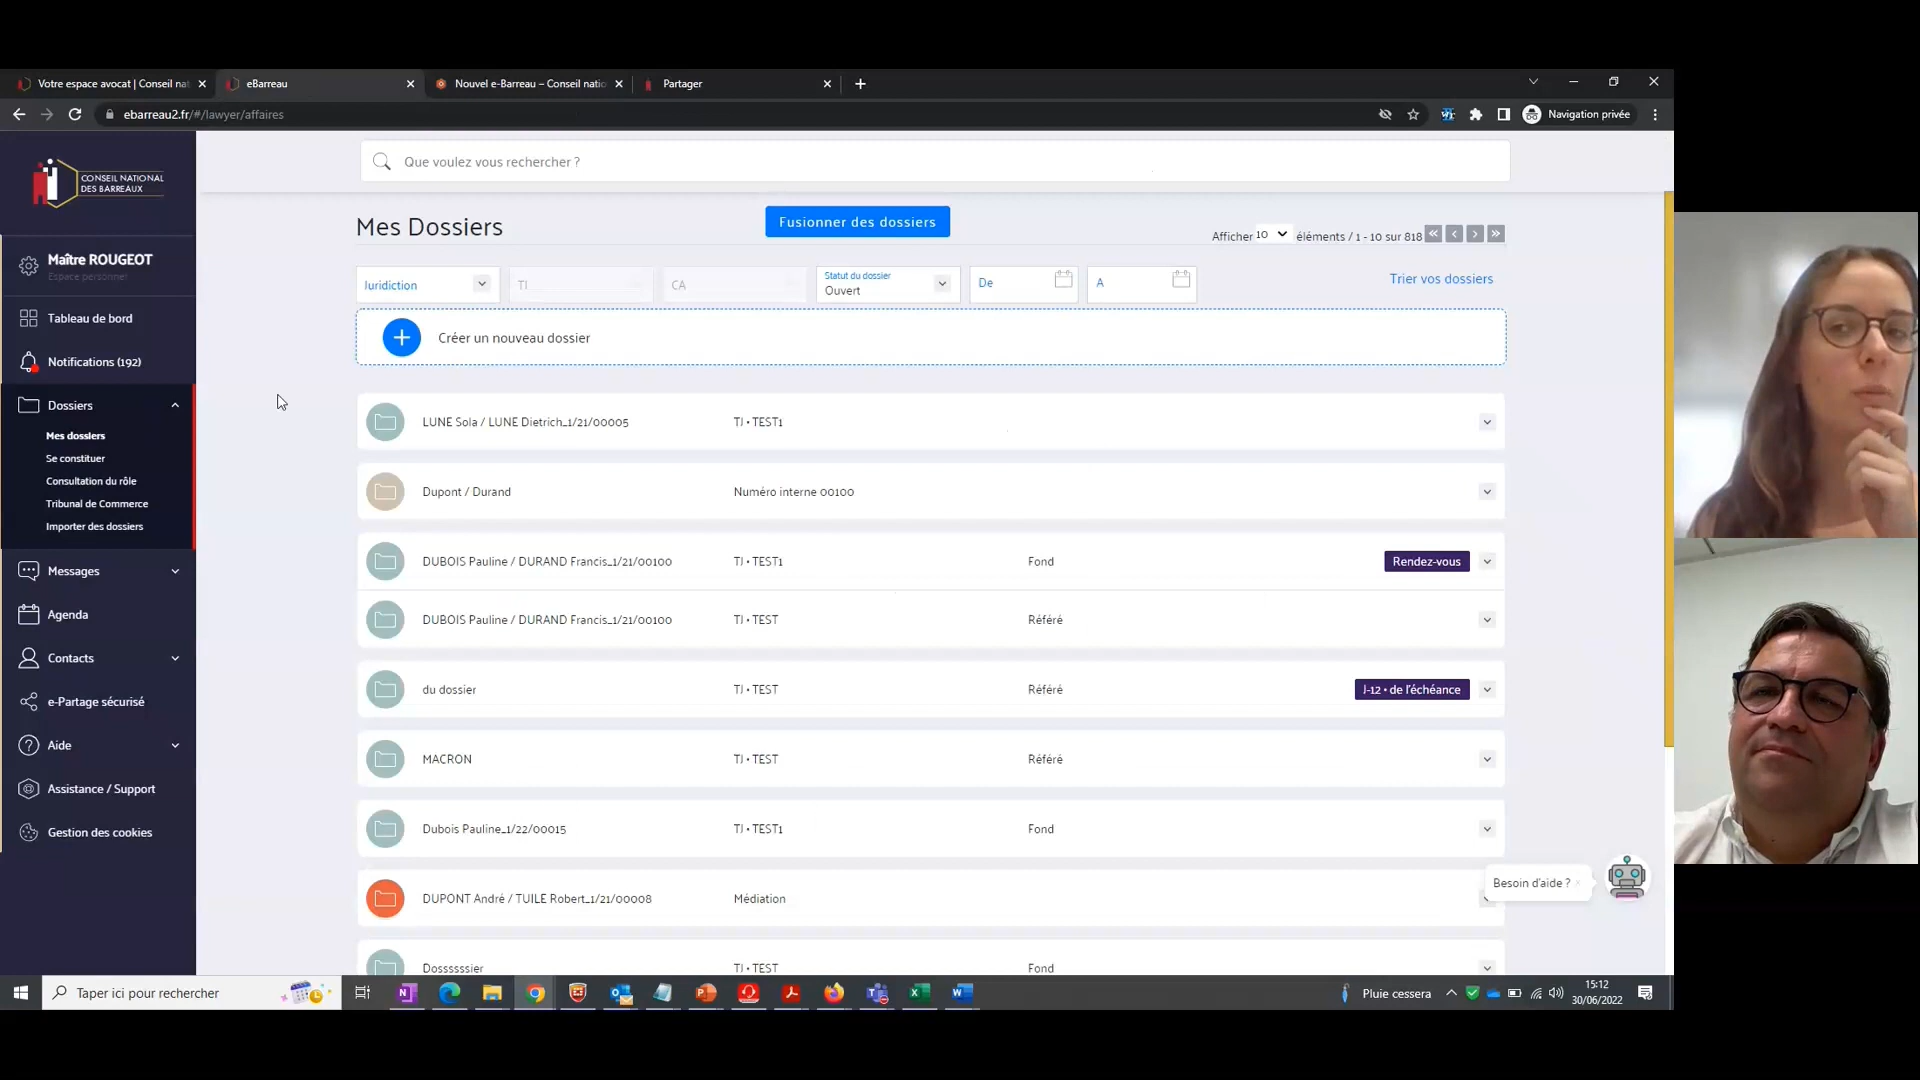 Votre espace avocat | Conseil nat
eBarreau
Nouvel e-Barreau – Conseil natio
Partager
ebarreau2.fr/#/lawyer/affaires
Navigation privée
CONSEIL NATIONAL
DES BARREAUX
Maître ROUGEOT
Espace personnel
Tableau de bord
Notifications (192)
Dossiers
Mes dossiers
Se constituer
Consultation du rôle
Tribunal de Commerce
Importer des dossiers
Messages
Agenda
Contacts
e-Partage sécurisé
Aide
Assistance / Support
Gestion des cookies
Que voulez vous rechercher ?
Mes Dossiers
Fusionner des dossiers
Afficher 10 éléments / 1 - 10 sur 818
Juridiction
TJ
CA
Statut du dossier
Ouvert
De
A
Trier vos dossiers
Créer un nouveau dossier
LUNE Sola / LUNE Dietrich_1/21/00005 TJ • TEST1
Dupont / Durand Numéro interne 00100
DUBOIS Pauline / DURAND Francis_1/21/00100 TJ • TEST1 Fond Rendez-vous
DUBOIS Pauline / DURAND Francis_1/21/00100 TJ • TEST Référé
du dossier TJ • TEST Référé J-12 • de l'échéance
MACRON TJ • TEST Référé
Dubois Pauline_1/22/00015 TJ • TEST1 Fond
DUPONT André / TUILE Robert_1/21/00008 Médiation
Dossssssier TJ • TEST Fond
Besoin d'aide ?
Taper ici pour rechercher
Pluie cessera
15:12
30/06/2022